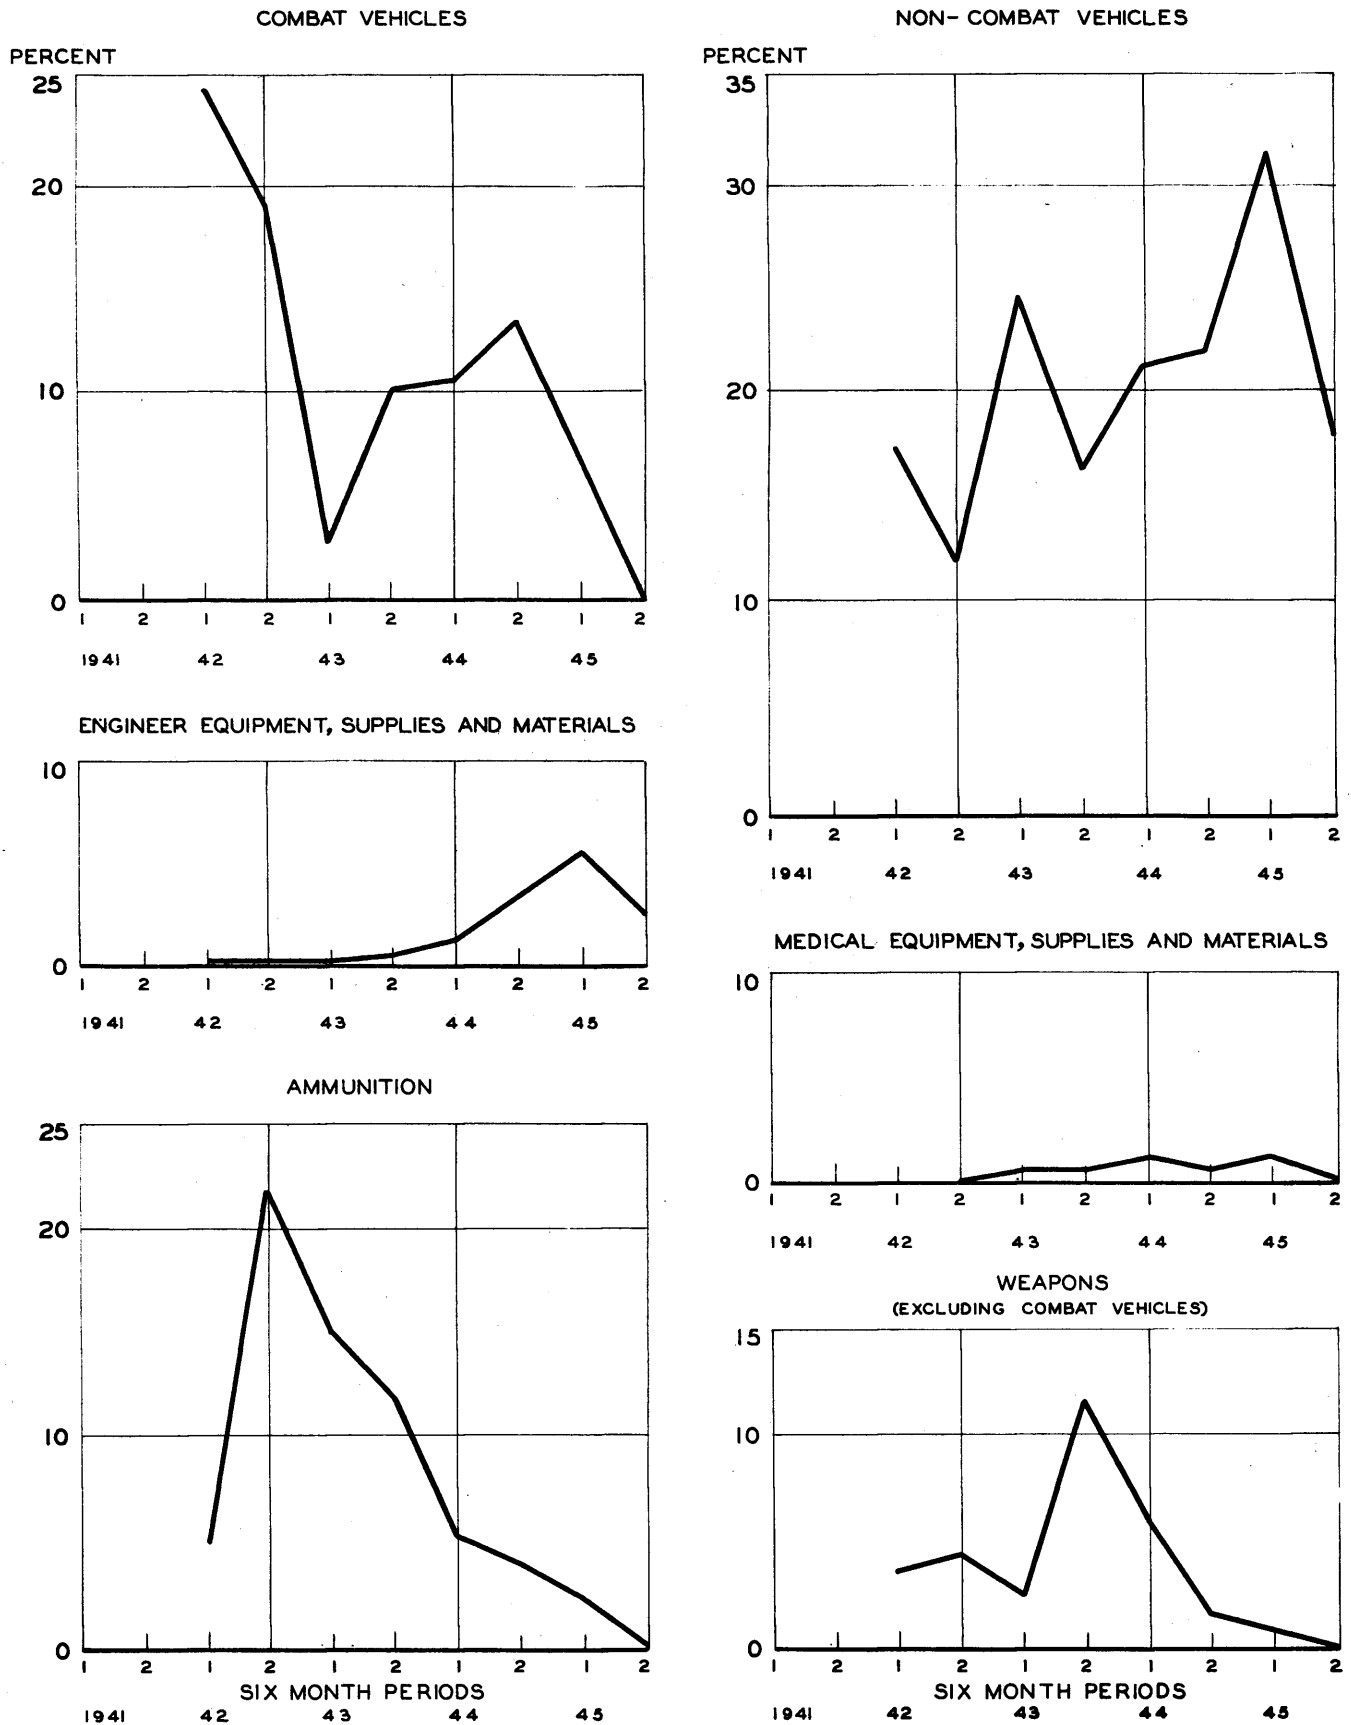 COMBAT VEHICLES
PERCENT
25
20
10
0
1 2 1 2 1 2 1 2 1 2
1941 42 43 44 45
NON- COMBAT VEHICLES
PERCENT
35
30
20
10
0
1 2 1 2 1 2 1 2 1 2
1941 42 43 44 45
ENGINEER EQUIPMENT, SUPPLIES AND MATERIALS
10
0
1 2 1 2 1 2 1 2 1 2
1941 42 43 44 45
MEDICAL EQUIPMENT, SUPPLIES AND MATERIALS
10
0
1 2 1 2 1 2 1 2 1 2
1941 42 43 44 45
AMMUNITION
25
20
10
0
1 2 1 2 1 2 1 2 1 2
SIX MONTH PERIODS
1941 42 43 44 45
WEAPONS
(EXCLUDING COMBAT VEHICLES)
15
10
0
1 2 1 2 1 2 1 2 1 2
SIX MONTH PERIODS
1941 42 43 44 45